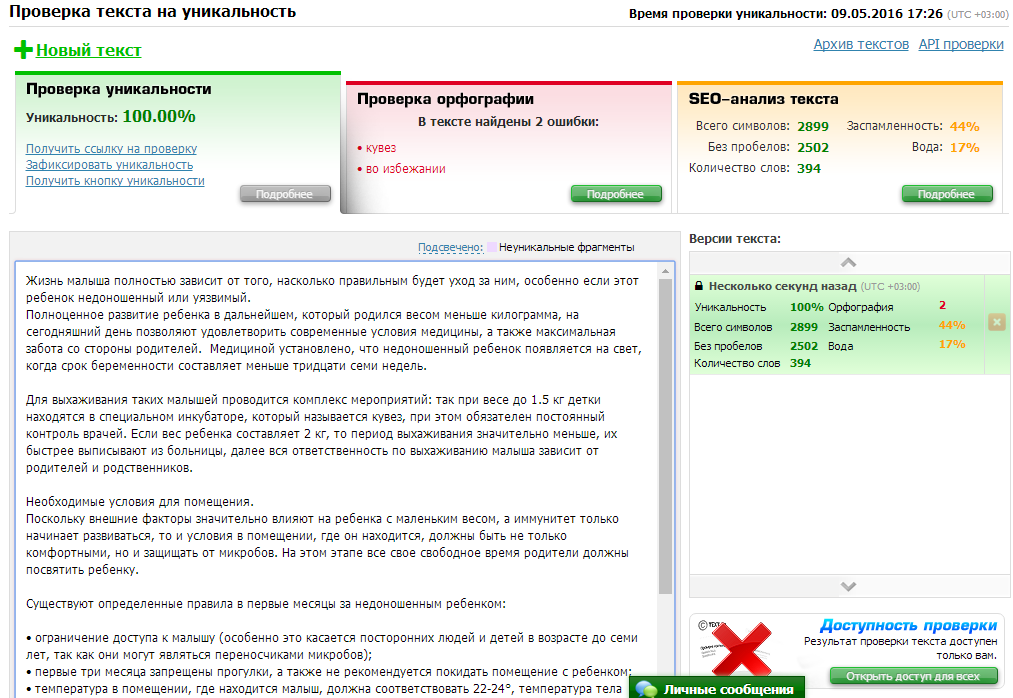 Проверка текста на уникальность
Время проверки уникальности: 09.05.2016 17:26 (UTC +03:00)
Новый текст
Архив текстов API проверки
Проверка уникальности
Уникальность: 100.00%
Получить ссылку на проверку
Зафиксировать уникальность
Получить кнопку уникальности
Подробнее
Проверка орфографии
В тексте найдены 2 ошибки:
• кувез
• во избежании
Подробнее
SEO-анализ текста
Всего символов: 2899 Заспамленность: 44%
Без пробелов: 2502 Вода: 17%
Количество слов: 394
Подробнее
Подсвечено: Неуникальные фрагменты
Жизнь малыша полностью зависит от того, насколько правильным будет уход за ним, особенно если этот
ребенок недоношенный или уязвимый.
Полноценное развитие ребенка в дальнейшем, который родился весом меньше килограмма, на
сегодняшний день позволяют удовлетворить современные условия медицины, а также максимальная
забота со стороны родителей. Медициной установлено, что недоношенный ребенок появляется на свет,
когда срок беременности составляет меньше тридцати семи недель.
Для выхаживания таких малышей проводится комплекс мероприятий: так при весе до 1.5 кг детки
находятся в специальном инкубаторе, который называется кувез, при этом обязателен постоянный
контроль врачей. Если вес ребенка составляет 2 кг, то период выхаживания значительно меньше, их
быстрее выписывают из больницы, далее вся ответственность по выхаживанию малыша зависит от
родителей и родственников.
Необходимые условия для помещения.
Поскольку внешние факторы значительно влияют на ребенка с маленьким весом, а иммунитет только
начинает развиваться, то и условия в помещении, где он находится, должны быть не только
комфортными, но и защищать от микробов. На этом этапе все свое свободное время родители должны
посвятить ребенку.
Существуют определенные правила в первые месяцы за недоношенным ребенком:
• ограничение доступа к малышу (особенно это касается посторонних людей и детей в возрасте до семи
лет, так как они могут являться переносчиками микробов);
• первые три месяца запрещены прогулки, а также не рекомендуется покидать помещение с ребенком;
• температура в помещении, где находится малыш, должна соответствовать 22-24°, температура тела
Версии текста:
Несколько секунд назад (UTC +03:00)
Уникальность 100% Орфография 2
Всего символов 2899 Заспамленность 44%
Без пробелов 2502 Вода 17%
Количество слов 394
Доступность проверки
Результат проверки текста доступен
только вам.
Открыть доступ для всех
Личные сообщения